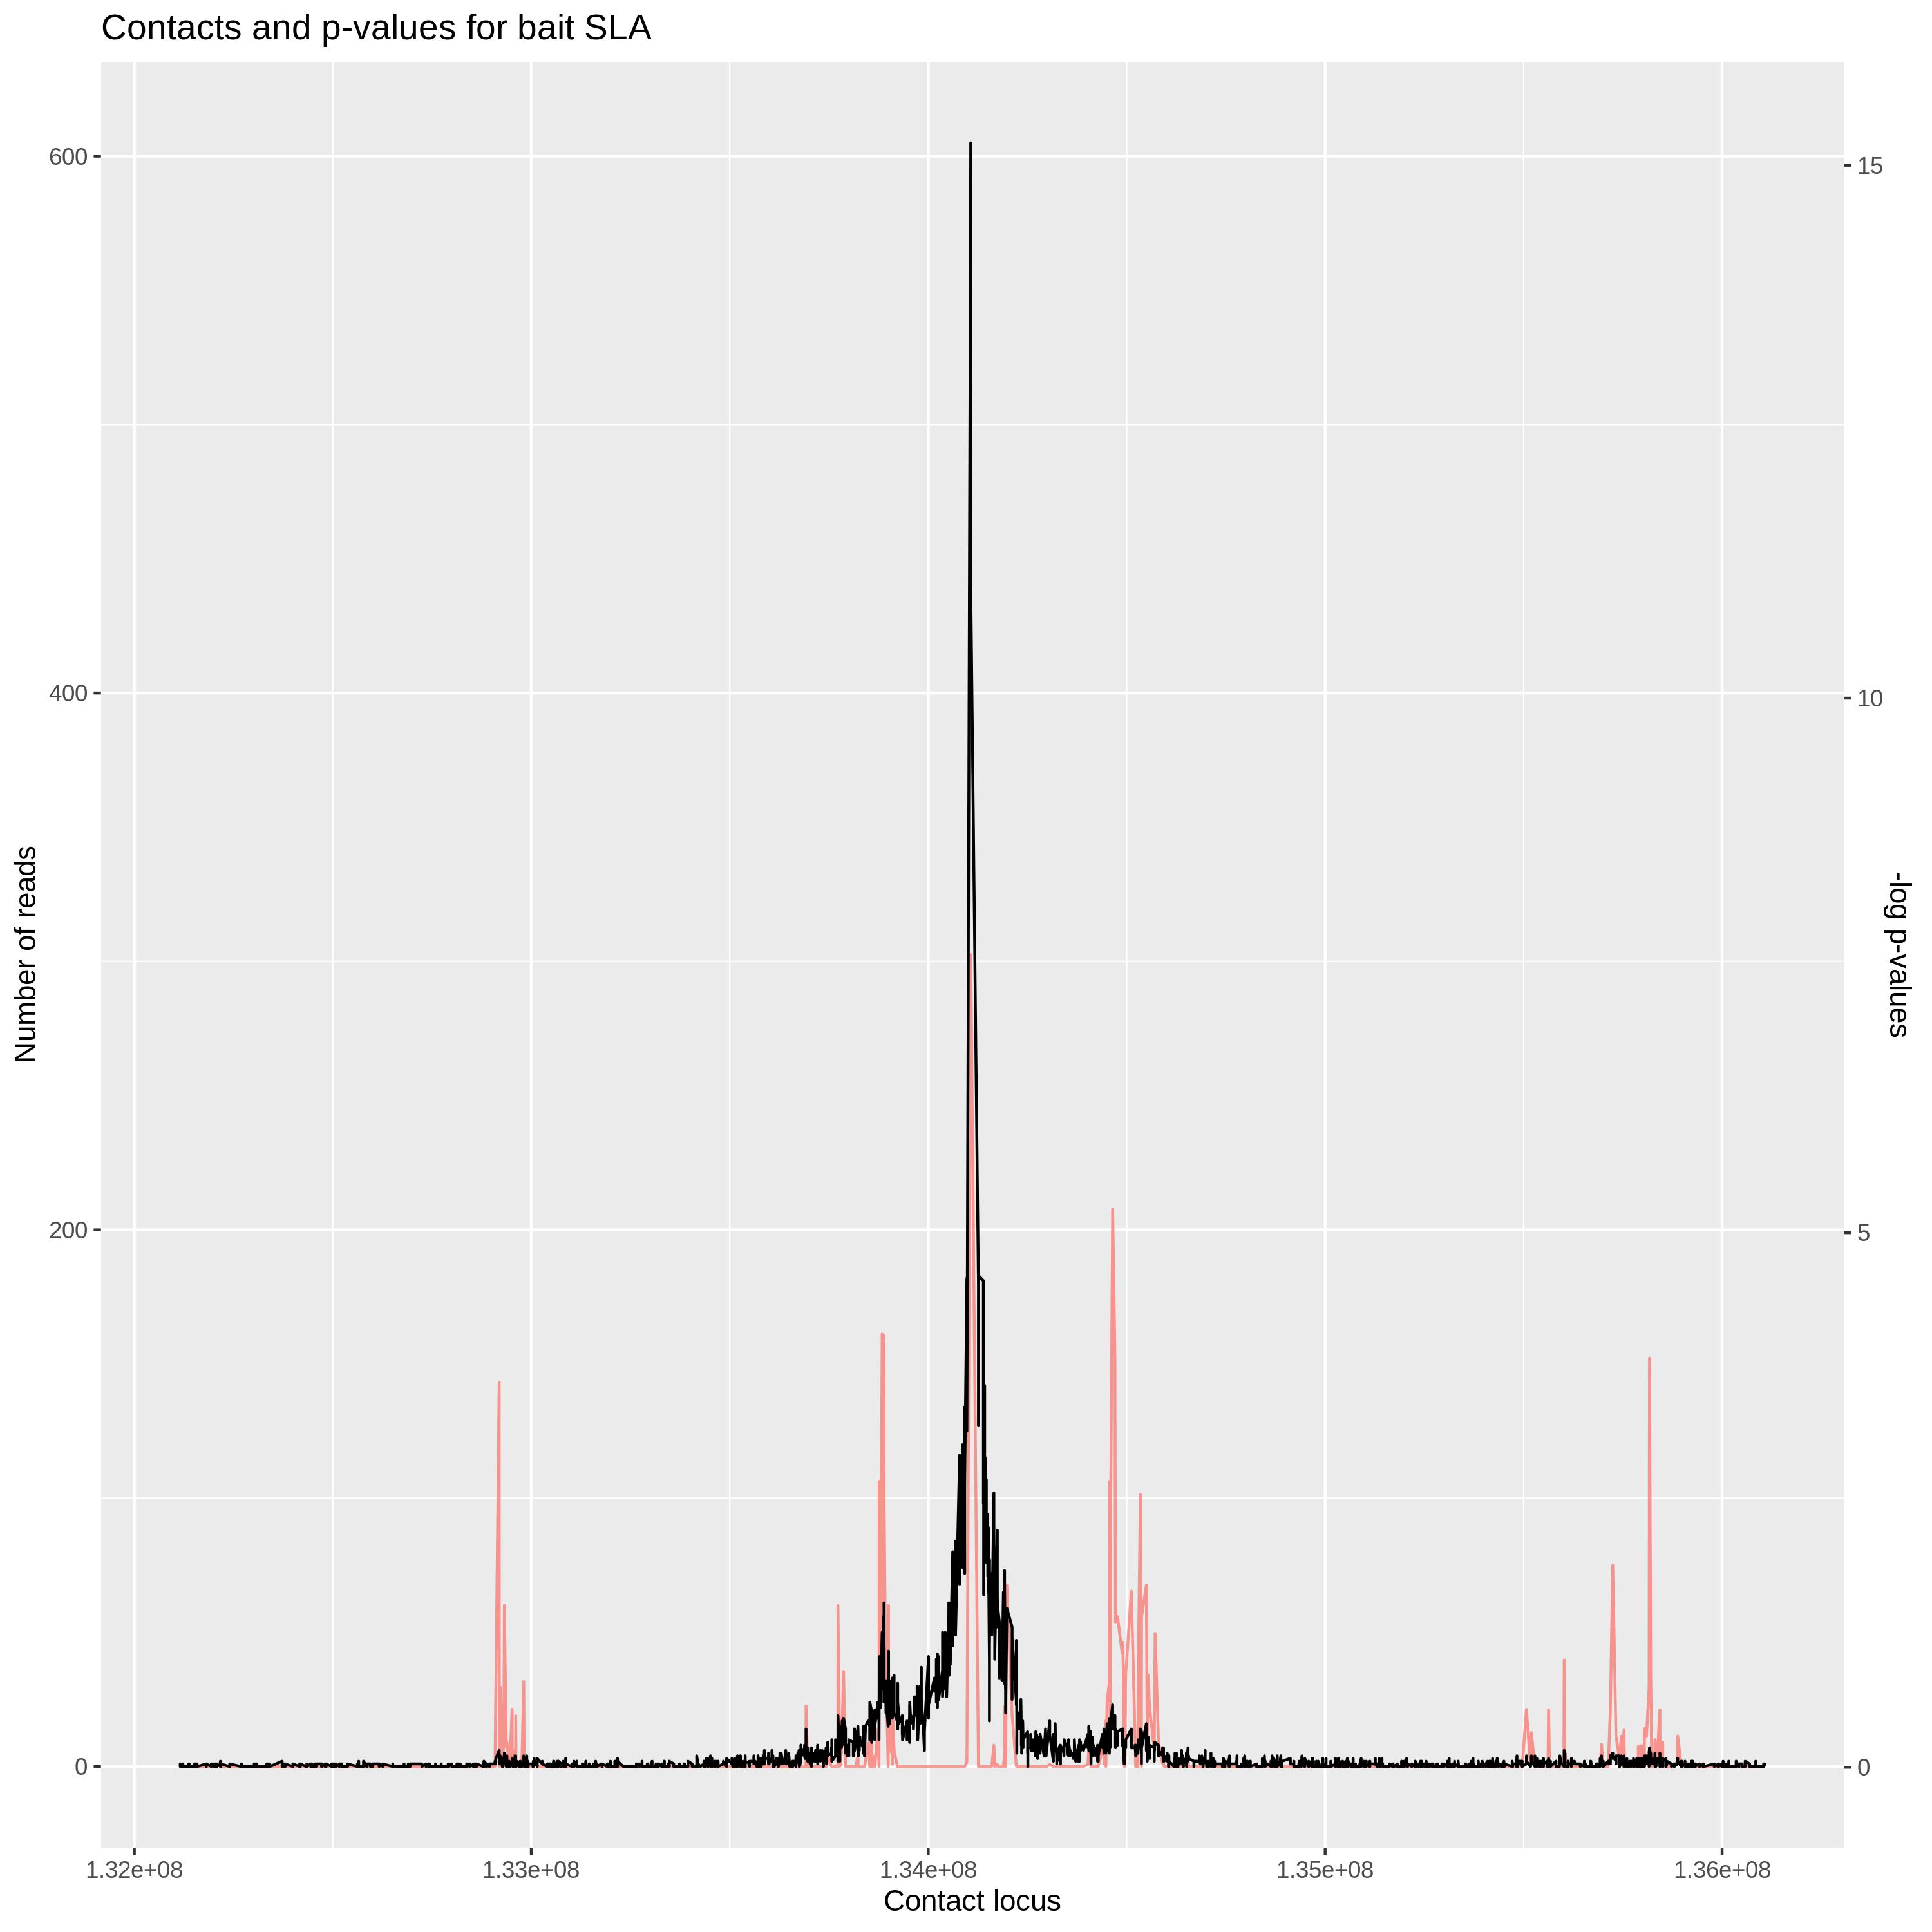 Contacts and p-values for bait SLA
600
400
200
0
Number of reads
15
10
5
0
-log p-values
1.32e+08
1.33e+08
1.34e+08
1.35e+08
1.36e+08
Contact locus